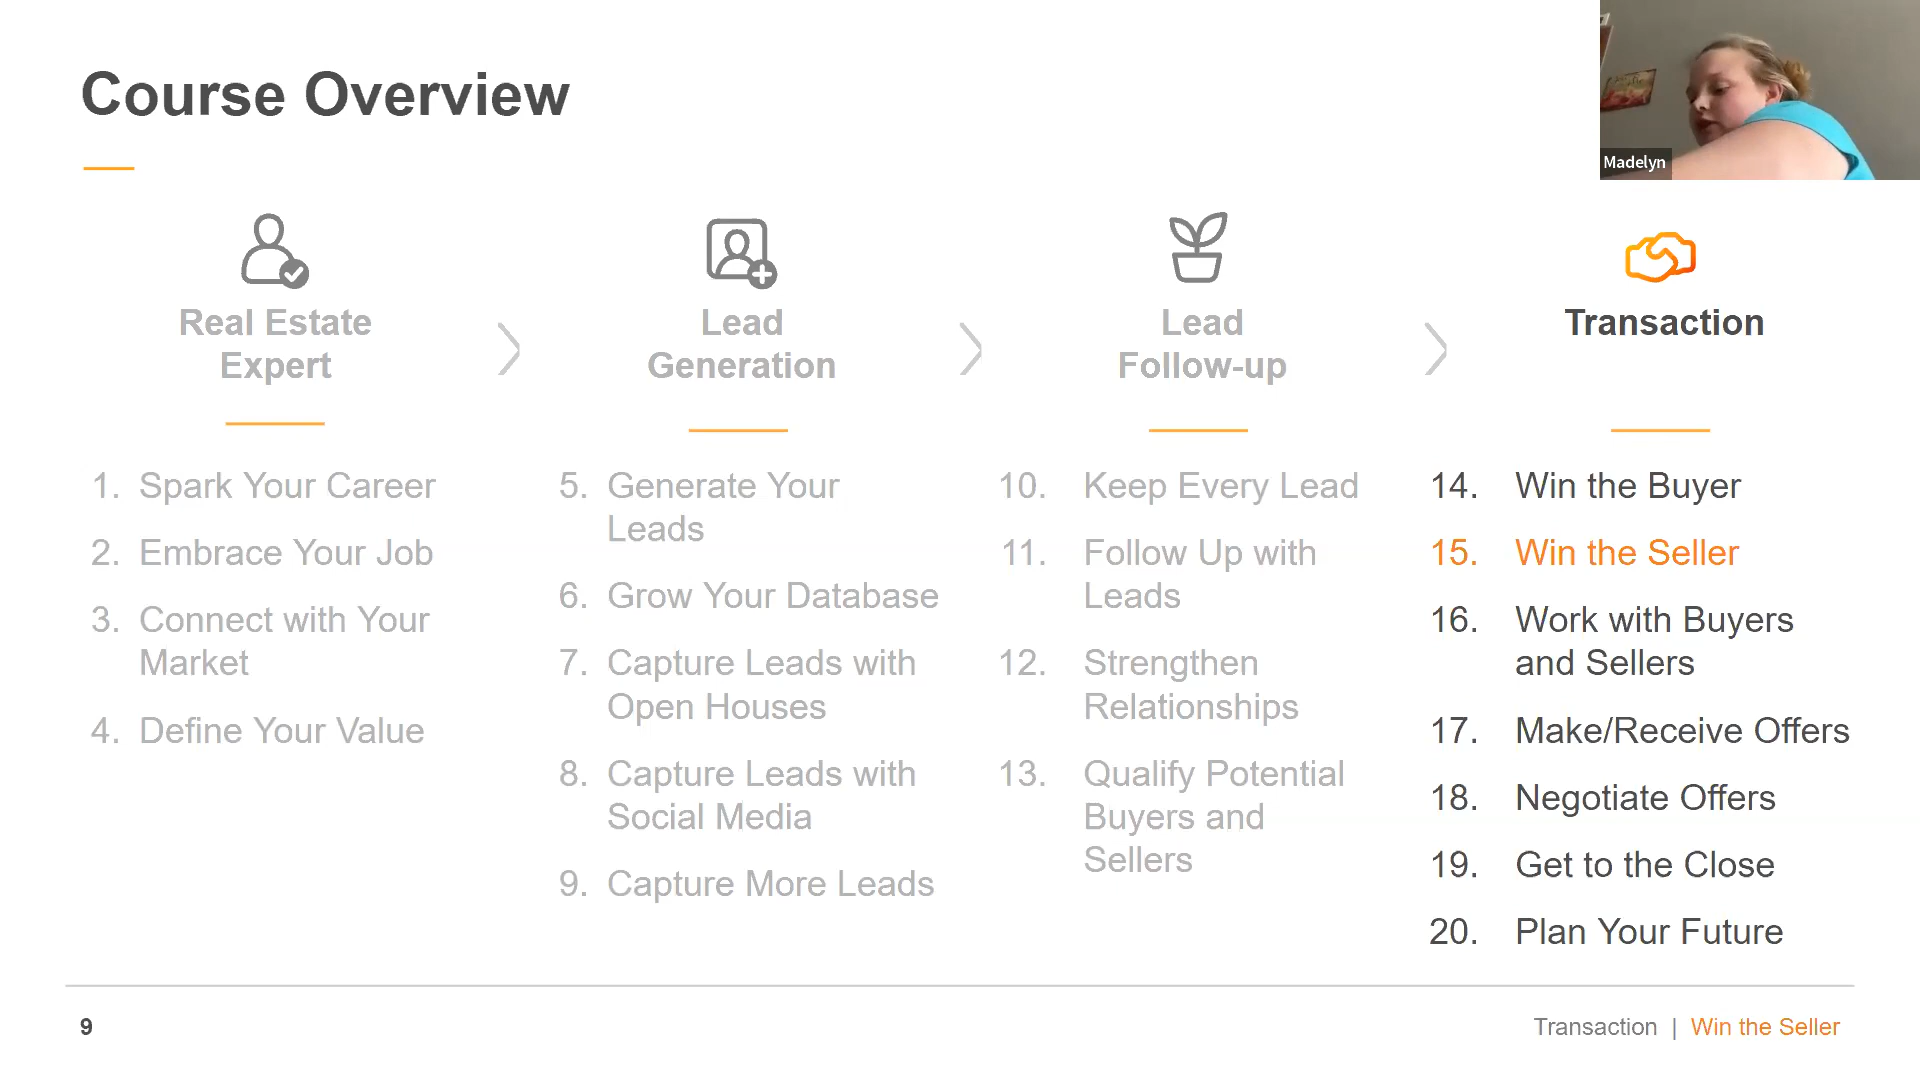 Course Overview
Madelyn
Real Estate
Expert
Lead
Generation
Lead
Follow-up
Transaction
1. Spark Your Career
2. Embrace Your Job
3. Connect with Your
Market
4. Define Your Value
5. Generate Your
Leads
6. Grow Your Database
7. Capture Leads with
Open Houses
8. Capture Leads with
Social Media
9. Capture More Leads
10. Keep Every Lead
11. Follow Up with
Leads
12. Strengthen
Relationships
13. Qualify Potential
Buyers and
Sellers
14. Win the Buyer
15. Win the Seller
16. Work with Buyers
and Sellers
17. Make/Receive Offers
18. Negotiate Offers
19. Get to the Close
20. Plan Your Future
9
Transaction | Win the Seller